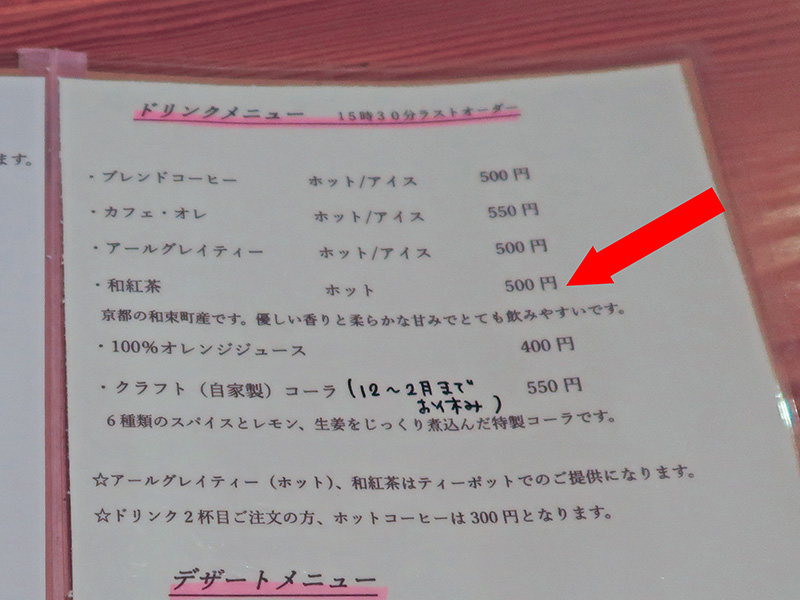 ます。
ドリンクメニュー　15時30分ラストオーダー
・ブレンドコーヒー　ホット/アイス　500円
・カフェ・オレ　ホット/アイス　550円
・アールグレイティー　ホット/アイス　500円
・和紅茶　ホット　500円
京都の和束町産です。優しい香りと柔らかな甘みでとても飲みやすいです。
・100%オレンジジュース　400円
・クラフト（自家製）コーラ（12〜2月まで　550円
お休み）
6種類のスパイスとレモン、生姜をじっくり煮込んだ特製コーラです。
☆アールグレイティー（ホット）、和紅茶はティーポットでのご提供になります。
☆ドリンク2杯目ご注文の方、ホットコーヒーは300円となります。
デザートメニュー